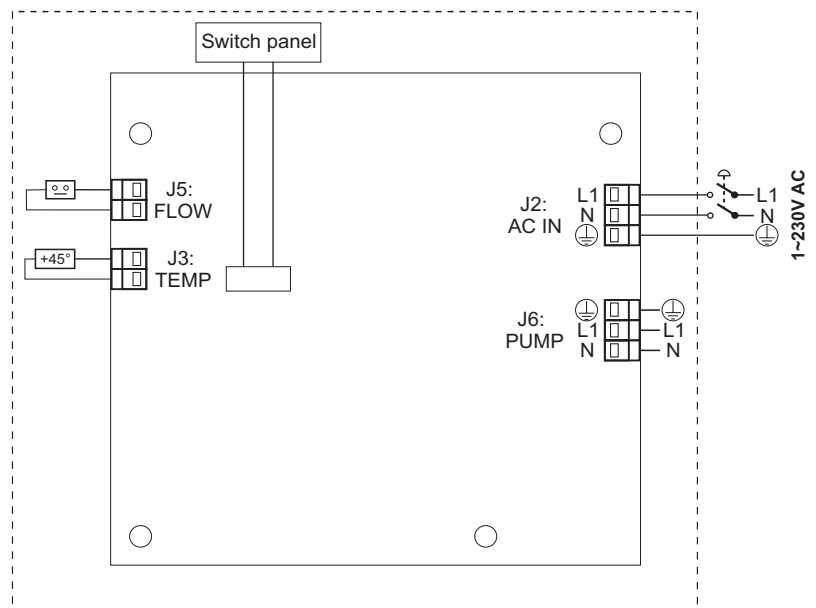 Switch panel
J5:
FLOW
+45°
J3:
TEMP
J2:
AC IN
L1
N
L1
N
1~230V AC
J6:
PUMP
L1
N
L1
N